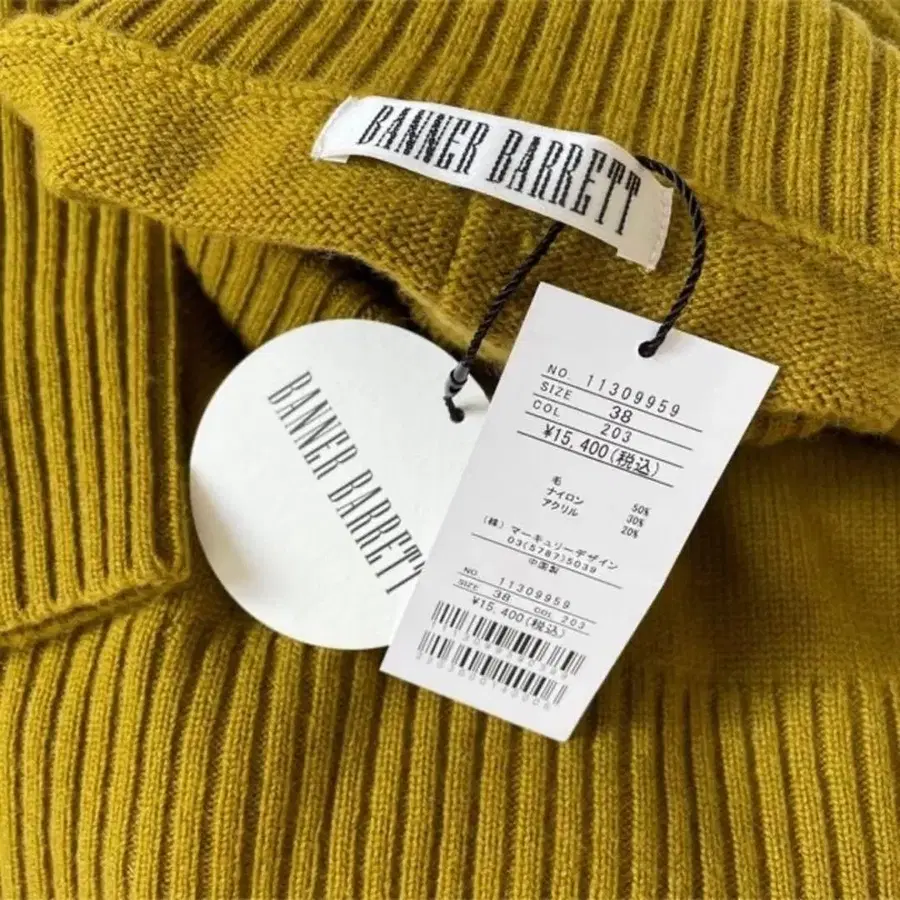 BANNER BARRETT
BANNER BARRETT
NO. 11309959
SIZE 38
COL 203
¥15,400(税込)
毛 50%
ナイロン 30%
アクリル 20%
(株)マーキュリーデザイン
03(5787)5039
中国製
NO. 11309959
SIZE 38 COL 203
¥15,400(税込)